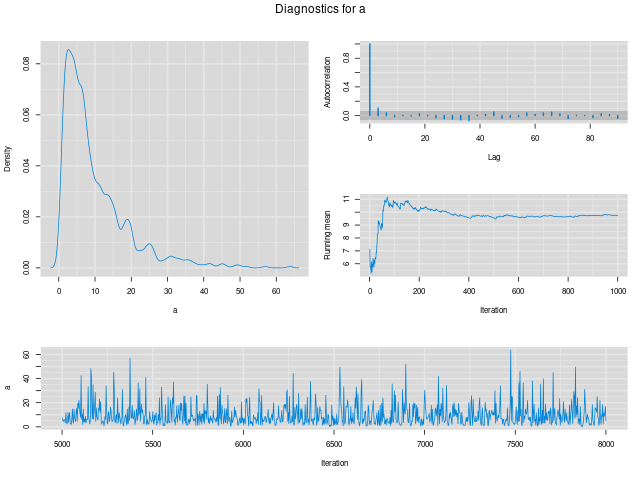 Diagnostics for a
Density
0.00 0.02 0.04 0.06 0.08
0 10 20 30 40 50 60
a
Autocorrelation
0.0 0.4 0.8
0 20 40 60 80
Lag
Running mean
6 7 8 9 11
0 200 400 600 800 1000
Iteration
a
0 20 40 60
5000 5500 6000 6500 7000 7500 8000
Iteration